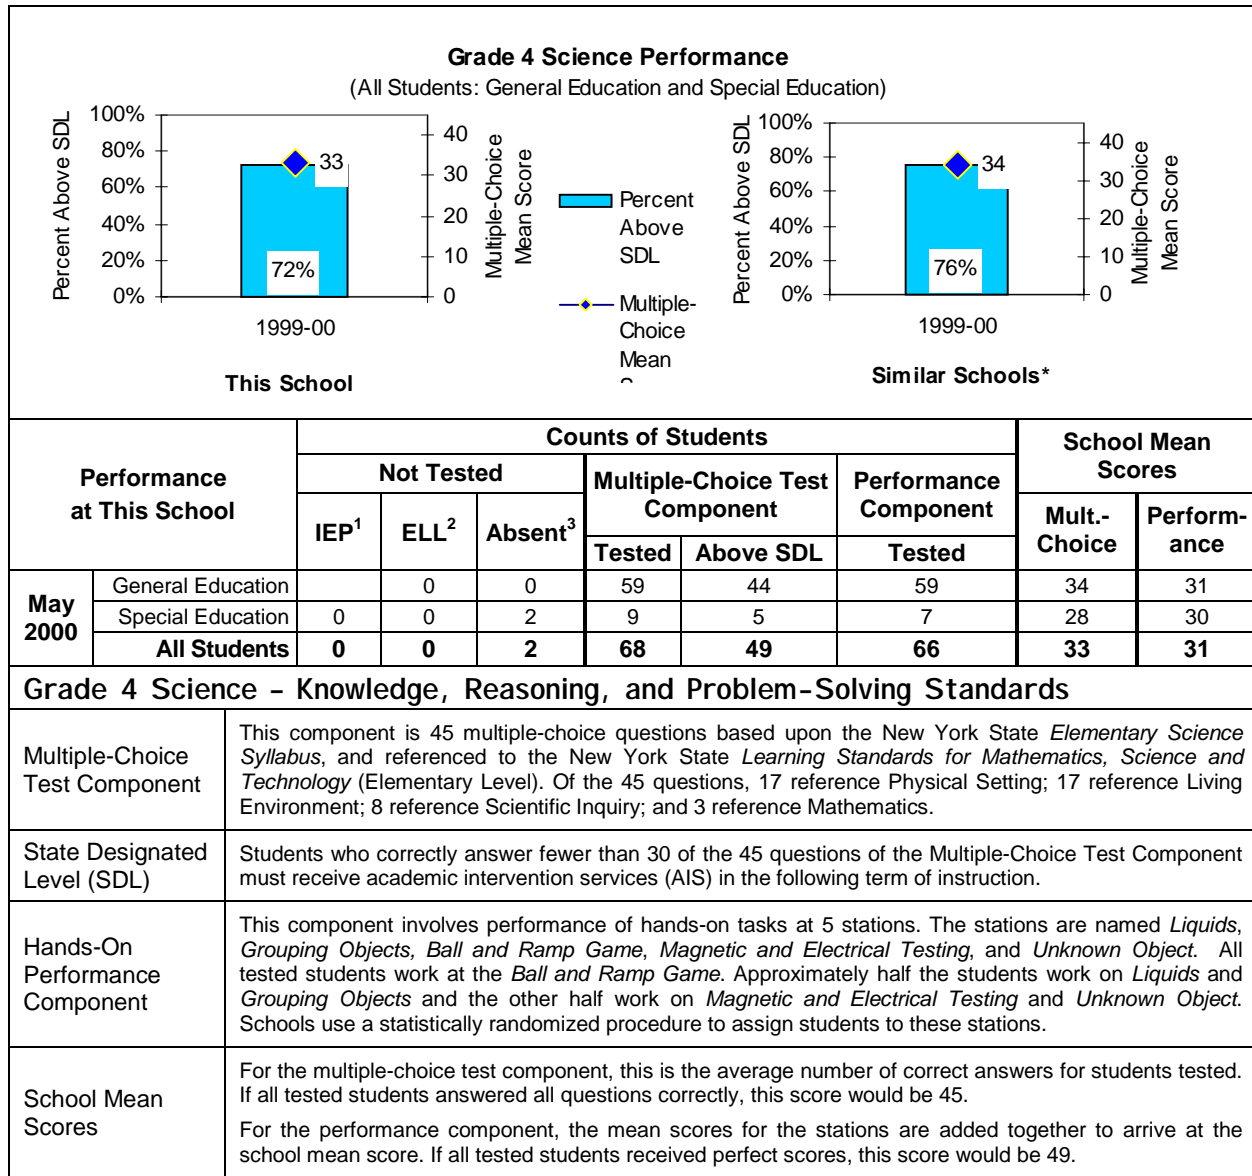 Grade 4 Science Performance
(All Students: General Education and Special Education)
Percent Above SDL
100%
80%
60%
40%
20%
0%
33
72%
40
30
20
10
0
Multiple-Choice
Mean Score
1999-00
This School
Percent
Above
SDL
Multiple-
Choice
Mean
Percent Above SDL
100%
80%
60%
40%
20%
0%
34
76%
40
30
20
10
0
Multiple-Choice
Mean Score
1999-00
Similar Schools*
Performance
at This School
Counts of Students
School Mean
Scores
Not Tested
Multiple-Choice Test
Component
Performance
Component
IEP1 ELL2 Absent3
Tested Above SDL Tested
Mult.-
Choice
Perform-
ance
May
2000
General Education 0 0 59 44 59 34 31
Special Education 0 0 2 9 5 7 28 30
All Students 0 0 2 68 49 66 33 31
Grade 4 Science – Knowledge, Reasoning, and Problem-Solving Standards
Multiple-Choice
Test Component
This component is 45 multiple-choice questions based upon the New York State Elementary Science
Syllabus, and referenced to the New York State Learning Standards for Mathematics, Science and
Technology (Elementary Level). Of the 45 questions, 17 reference Physical Setting; 17 reference Living
Environment; 8 reference Scientific Inquiry; and 3 reference Mathematics.
State Designated
Level (SDL)
Students who correctly answer fewer than 30 of the 45 questions of the Multiple-Choice Test Component
must receive academic intervention services (AIS) in the following term of instruction.
Hands-On
Performance
Component
This component involves performance of hands-on tasks at 5 stations. The stations are named Liquids,
Grouping Objects, Ball and Ramp Game, Magnetic and Electrical Testing, and Unknown Object. All
tested students work at the Ball and Ramp Game. Approximately half the students work on Liquids and
Grouping Objects and the other half work on Magnetic and Electrical Testing and Unknown Object.
Schools use a statistically randomized procedure to assign students to these stations.
School Mean
Scores
For the multiple-choice test component, this is the average number of correct answers for students tested.
If all tested students answered all questions correctly, this score would be 45.
For the performance component, the mean scores for the stations are added together to arrive at the
school mean score. If all tested students received perfect scores, this score would be 49.